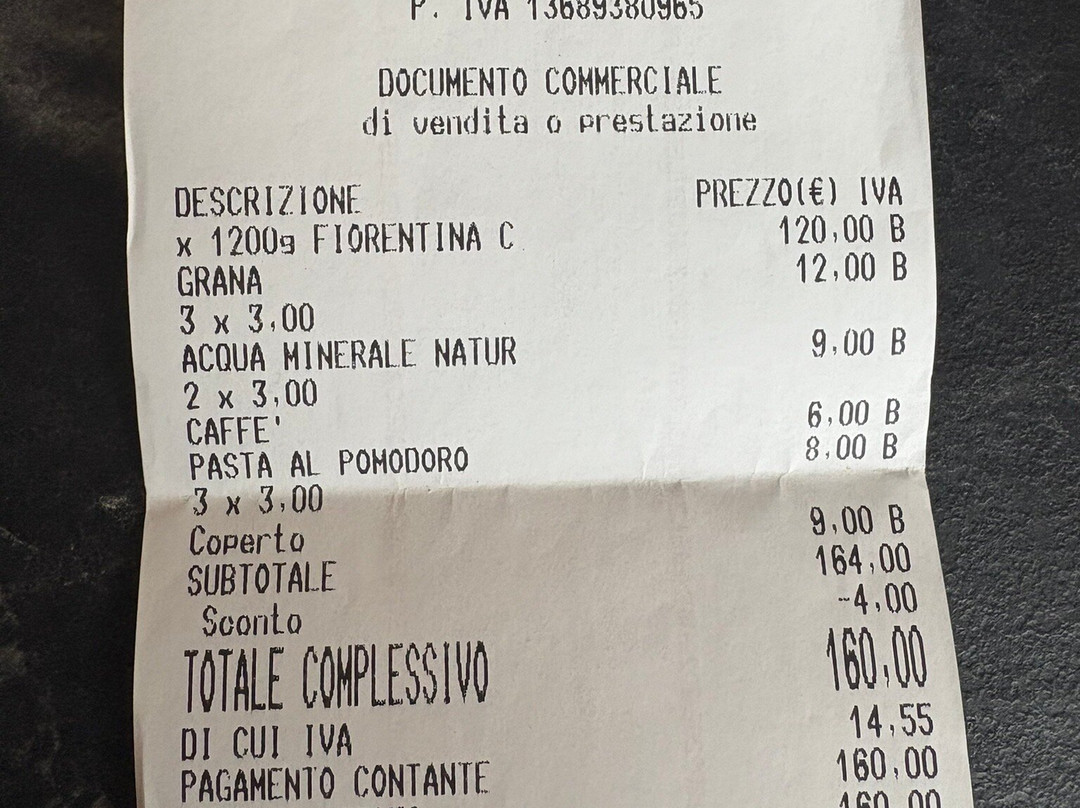 P. IVA 13689380965
DOCUMENTO COMMERCIALE
di vendita o prestazione
DESCRIZIONE PREZZO(€) IVA
x 1200g FIORENTINA C 120,00 B
GRANA 12,00 B
3 x 3,00
ACQUA MINERALE NATUR 9,00 B
2 x 3,00
CAFFE' 6,00 B
PASTA AL POMODORO 8,00 B
3 x 3,00
Coperto 9,00 B
SUBTOTALE 164,00
Sconto -4,00
TOTALE COMPLESSIVO 160,00
DI CUI IVA 14,55
PAGAMENTO CONTANTE 160,00
160,00